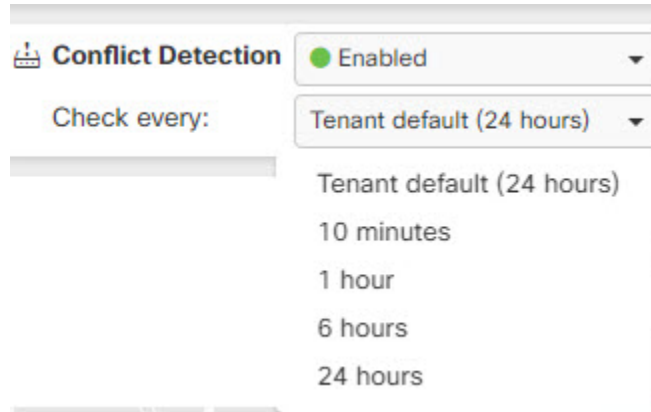 Conflict Detection Enabled
Check every: Tenant default (24 hours)
Tenant default (24 hours)
10 minutes
1 hour
6 hours
24 hours